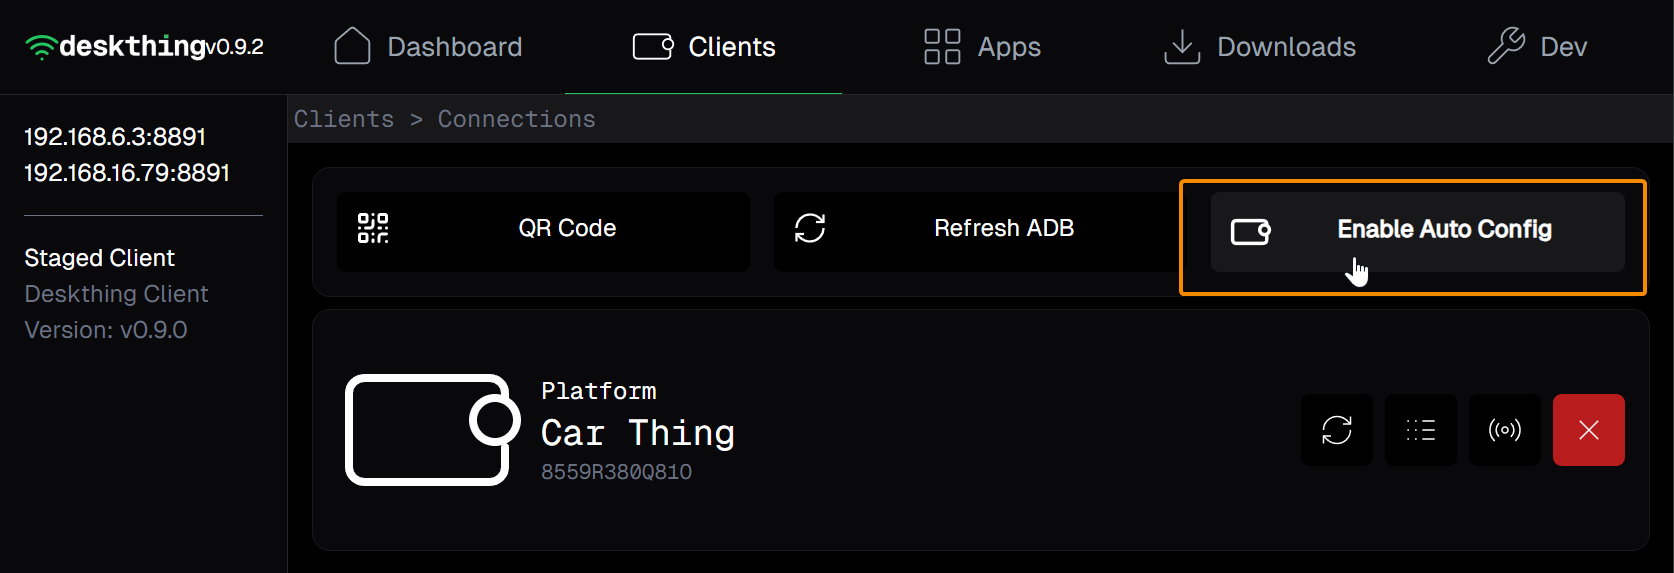 deskthing v0.9.2
Dashboard
Clients
Apps
Downloads
Dev
192.168.6.3:8891
192.168.16.79:8891
Staged Client
Deskthing Client
Version: v0.9.0
Clients > Connections
QR Code
Refresh ADB
Enable Auto Config
Platform
Car Thing
8559R380Q810